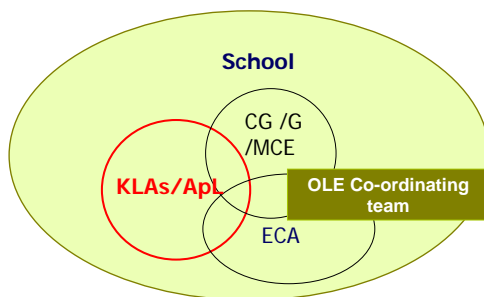 School
CG /G
/MCE
KLAs/ApL
OLE Co-ordinating
team
ECA